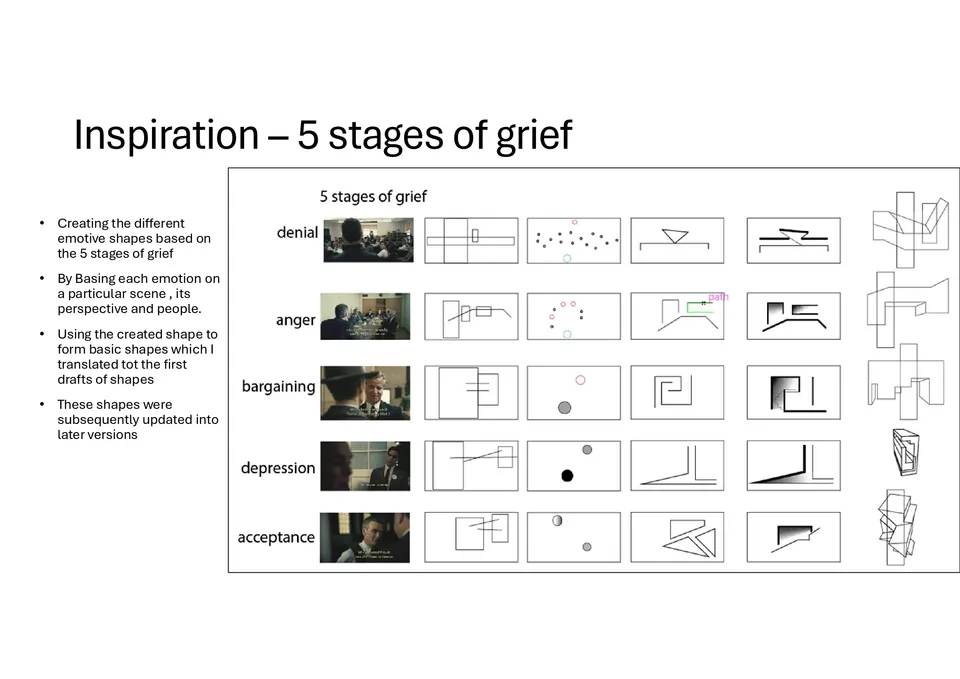 Inspiration – 5 stages of grief
• Creating the different
emotive shapes based on
the 5 stages of grief
• By Basing each emotion on
a particular scene , its
perspective and people.
• Using the created shape to
form basic shapes which I
translated tot the first
drafts of shapes
• These shapes were
subsequently updated into
later versions
5 stages of grief
denial
anger
path
bargaining
depression
acceptance